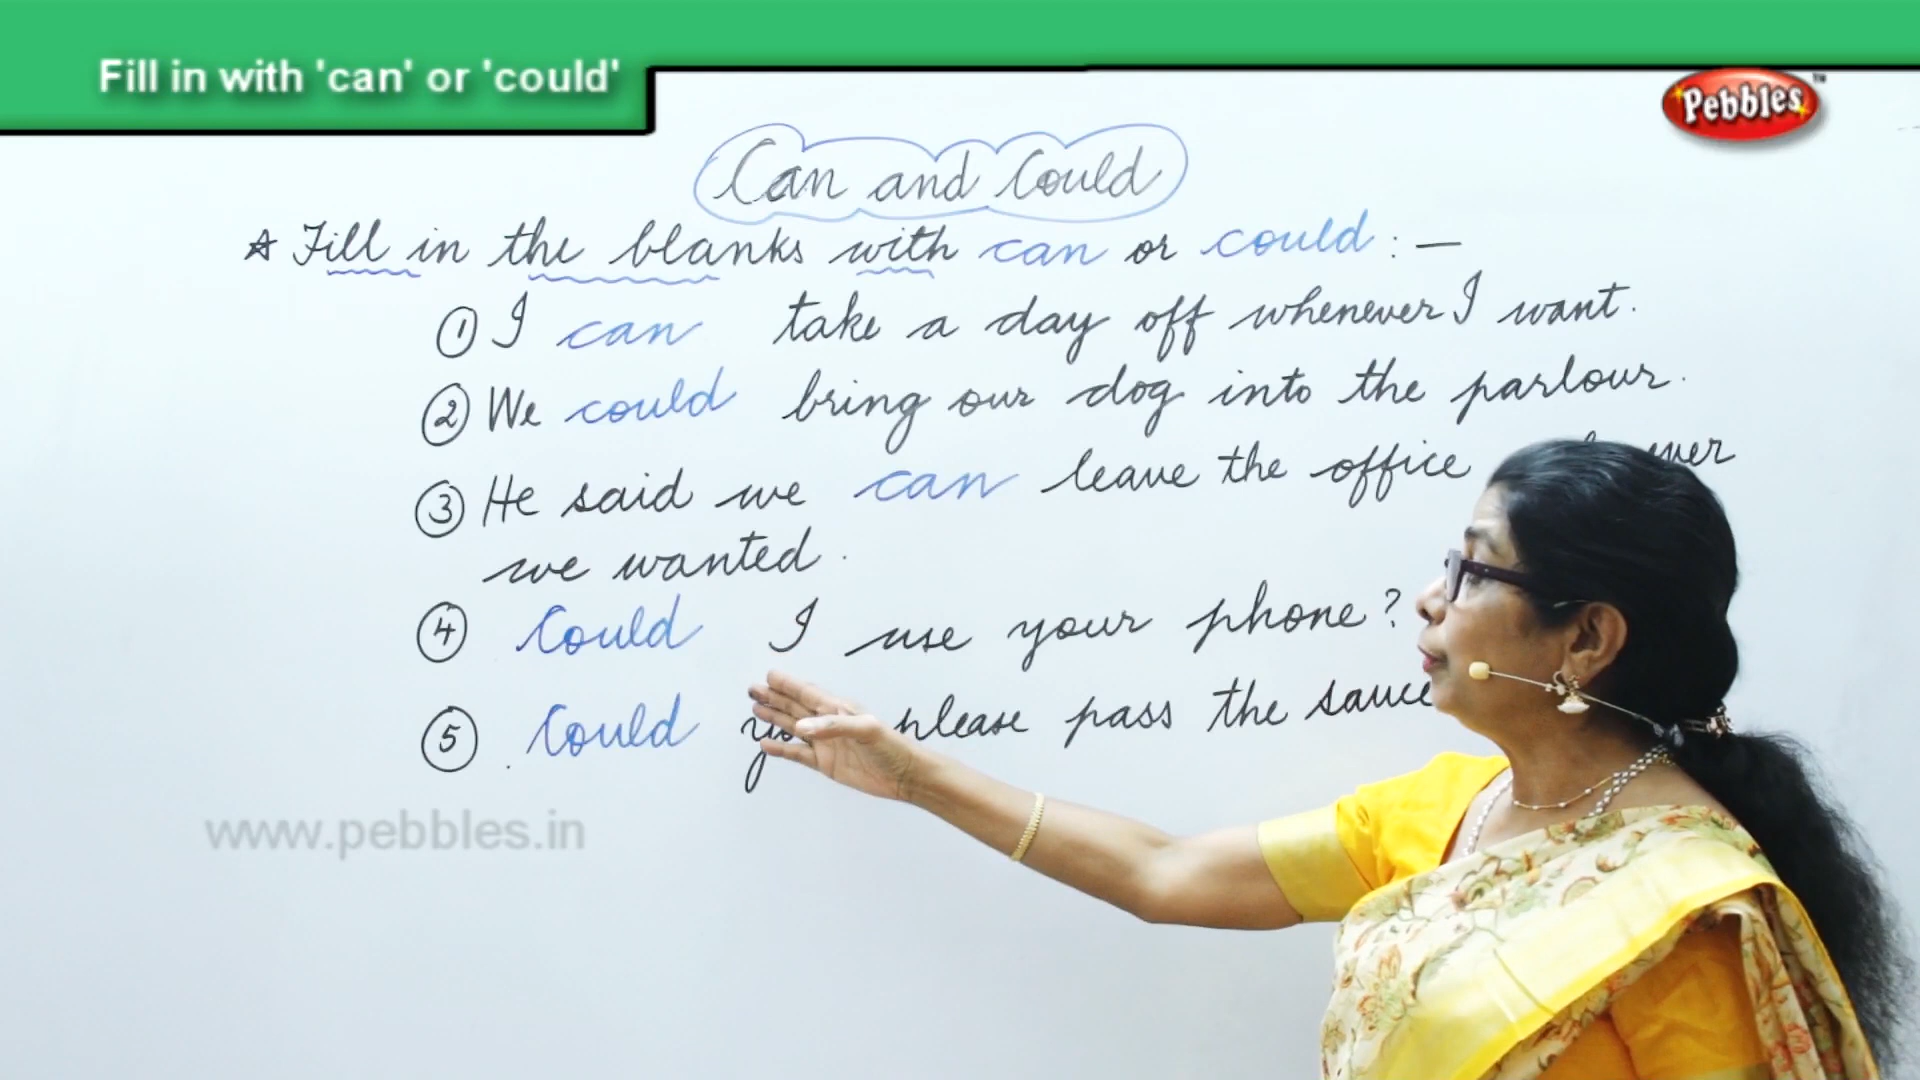 Fill in with 'can' or 'could'
Pebbles™
Can and Could
☆ Fill in the blanks with can or could : —
① I can take a day off whenever I want.
② We could bring our dog into the parlour.
③ He said we can leave the office
we wanted.
④ Could I use your phone?
⑤ Could please pass the sauce
www.pebbles.in